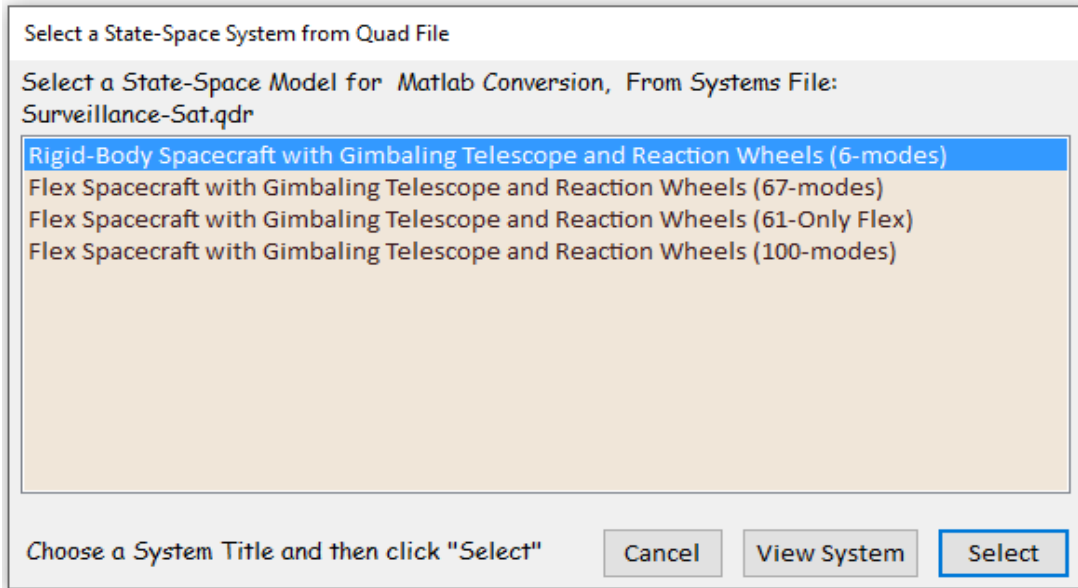 Select a State-Space System from Quad File
Select a State-Space Model for Matlab Conversion, From Systems File:
Surveillance-Sat.qdr
Rigid-Body Spacecraft with Gimbaling Telescope and Reaction Wheels (6-modes)
Flex Spacecraft with Gimbaling Telescope and Reaction Wheels (67-modes)
Flex Spacecraft with Gimbaling Telescope and Reaction Wheels (61-Only Flex)
Flex Spacecraft with Gimbaling Telescope and Reaction Wheels (100-modes)
Choose a System Title and then click "Select" Cancel View System Select